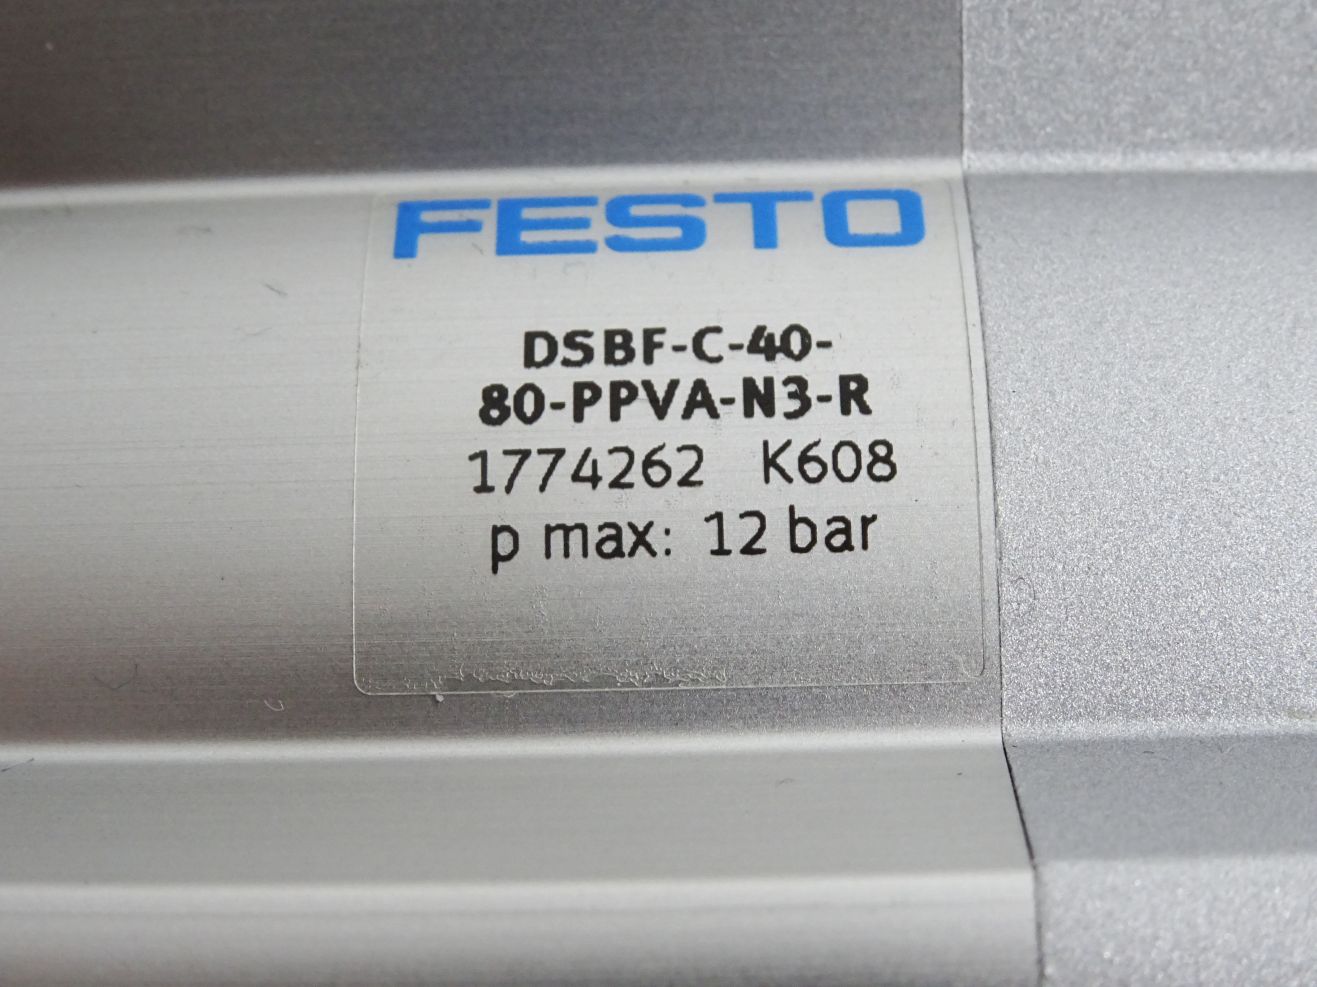 FESTO
DSBF-C-40-
80-PPVA-N3-R
1774262 K608
p max: 12 bar